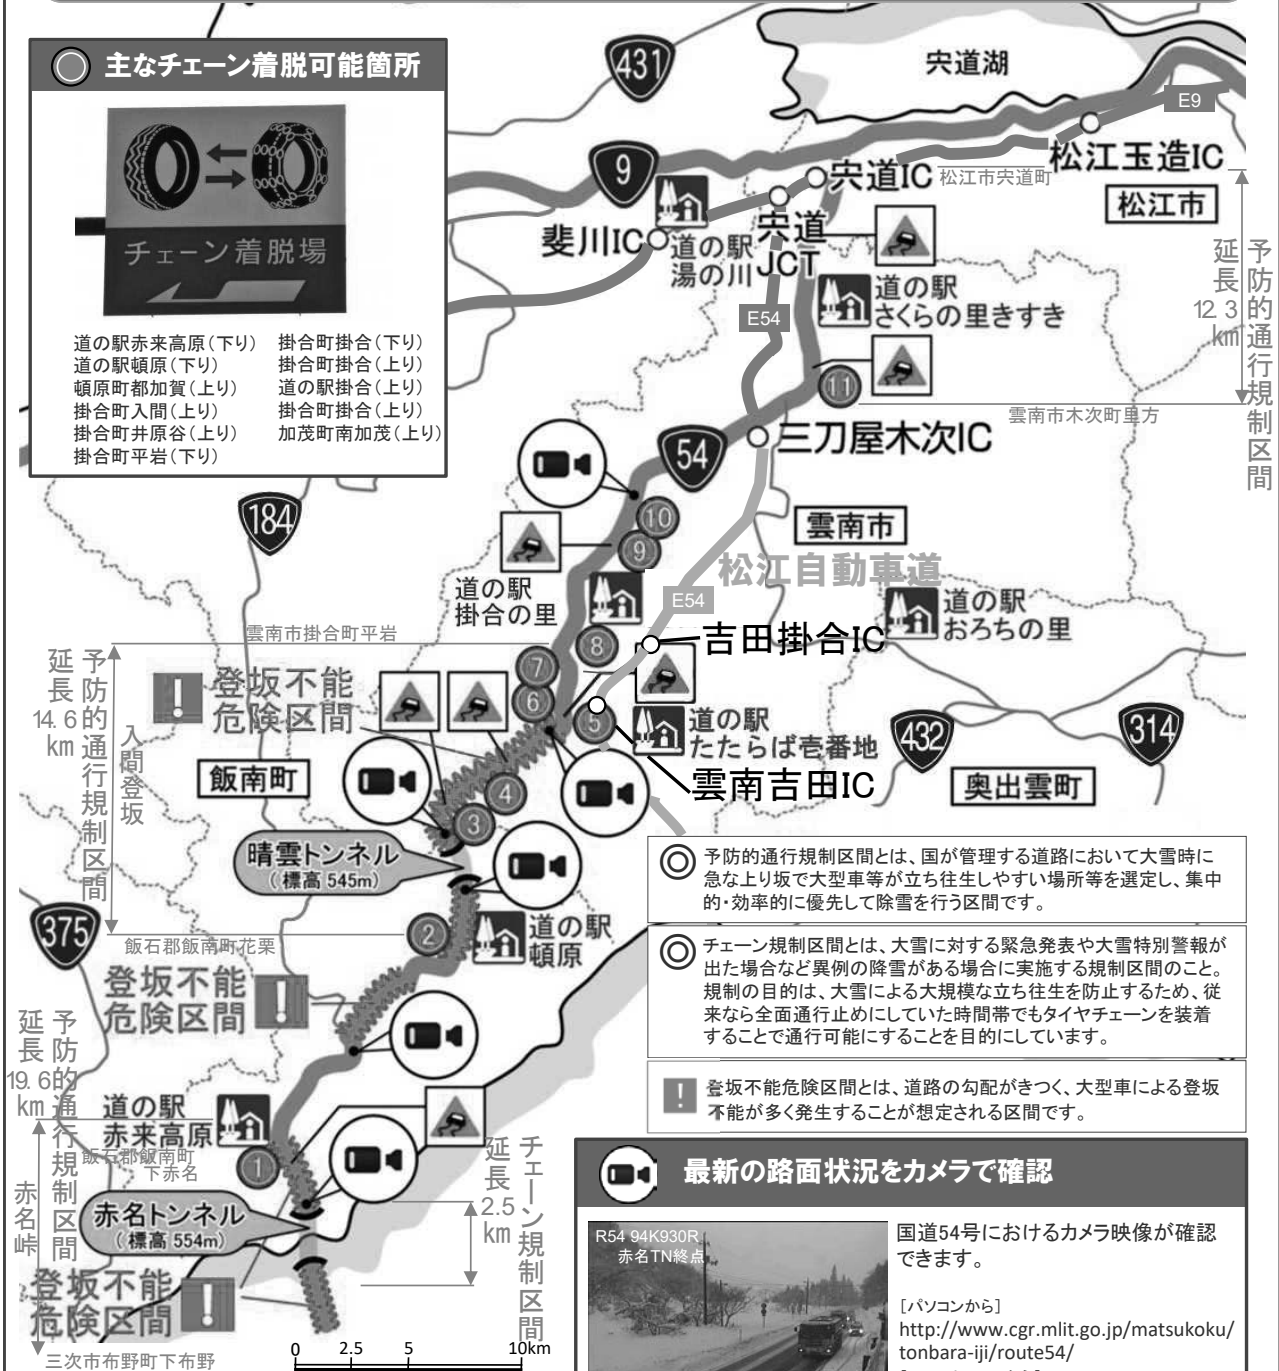 主なチェーン着脱可能箇所
チェーン着脱場
道の駅赤来高原(下り)
道の駅頓原(下り)
頓原町都加賀(上り)
掛合町入間(上り)
掛合町井原谷(上り)
掛合町平岩(下り)
掛合町掛合(下り)
掛合町掛合(上り)
道の駅掛合(上り)
掛合町掛合(上り)
加茂町南加茂(上り)
431
宍道湖
E9
9
松江玉造IC
宍道IC
松江市宍道町
松江市
斐川IC
道の駅
湯の川
宍道
JCT
道の駅
さくらの里きすき
E54
予防的通行規制区間
延長12.3km
⑪
雲南市木次町里方
三刀屋木次IC
54
184
⑩
⑨
雲南市
松江自動車道
道の駅
掛合の里
E54
道の駅
おろちの里
雲南市掛合町平岩
吉田掛合IC
⑧
⑦
⑥
⑤
予防的通行規制区間
延長14.6km
入間登坂
登坂不能
危険区間
道の駅
たたらば壱番地
雲南吉田IC
432
314
飯南町
奥出雲町
④
③
晴雲トンネル
(標高 545m)
375
②
道の駅
頓原
飯石郡飯南町花栗
登坂不能
危険区間
予防的通行規制区間
延長19.6km
赤名峠
道の駅
赤来高原
飯石郡飯南町
下赤名
①
赤名トンネル
(標高 554m)
チェーン規制区間
延長2.5km
登坂不能
危険区間
三次市布野町下布野
0 2.5 5 10km
◎ 予防的通行規制区間とは、国が管理する道路において大雪時に
急な上り坂で大型車等が立ち往生しやすい場所等を選定し、集中
的・効率的に優先して除雪を行う区間です。
◎ チェーン規制区間とは、大雪に対する緊急発表や大雪特別警報が
出た場合など異例の降雪がある場合に実施する規制区間のこと。
規制の目的は、大雪による大規模な立ち往生を防止するため、従
来なら全面通行止めにしていた時間帯でもタイヤチェーンを装着
することで通行可能にすることを目的にしています。
! 登坂不能危険区間とは、道路の勾配がきつく、大型車による登坂
不能が多く発生することが想定される区間です。
最新の路面状況をカメラで確認
R54 94K930R
赤名TN終点
国道54号におけるカメラ映像が確認
できます。
[パソコンから]
http://www.cgr.mlit.go.jp/matsukoku/
tonbara-iji/route54/